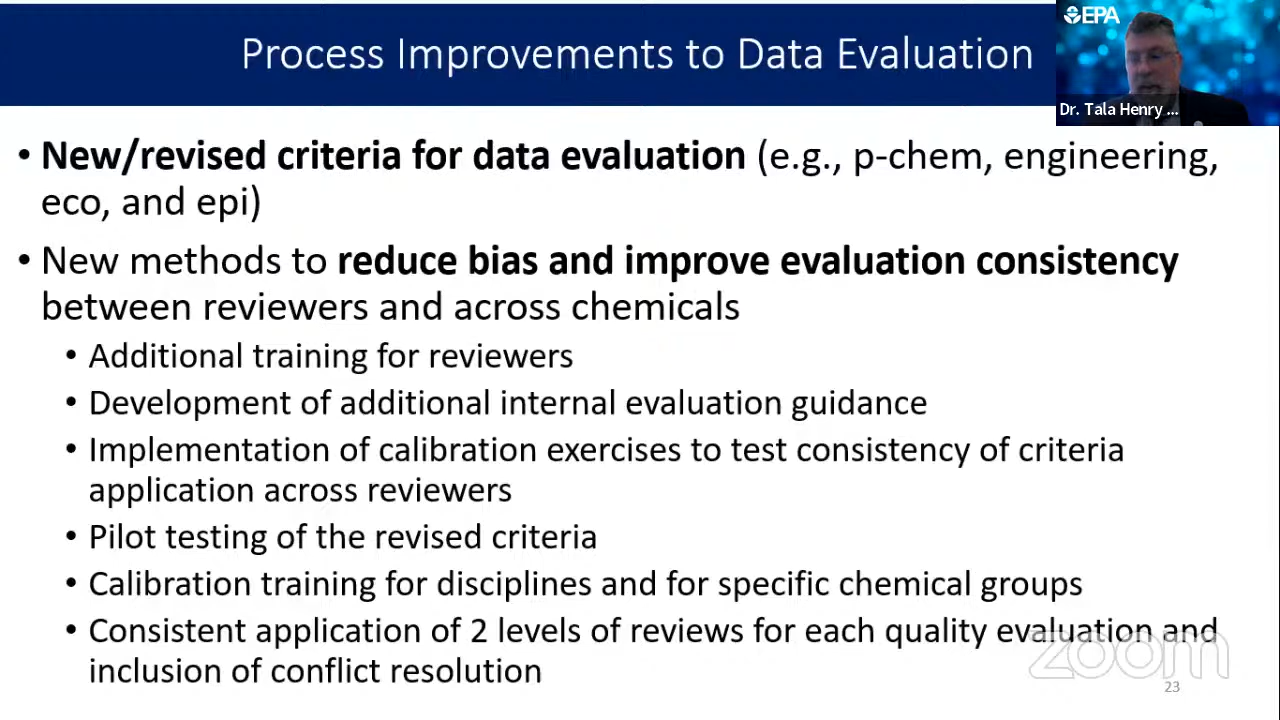 Process Improvements to Data Evaluation
EPA
Dr. Tala Henry ...
• New/revised criteria for data evaluation (e.g., p-chem, engineering,
eco, and epi)
• New methods to reduce bias and improve evaluation consistency
between reviewers and across chemicals
• Additional training for reviewers
• Development of additional internal evaluation guidance
• Implementation of calibration exercises to test consistency of criteria
application across reviewers
• Pilot testing of the revised criteria
• Calibration training for disciplines and for specific chemical groups
• Consistent application of 2 levels of reviews for each quality evaluation and
inclusion of conflict resolution
zoom
23